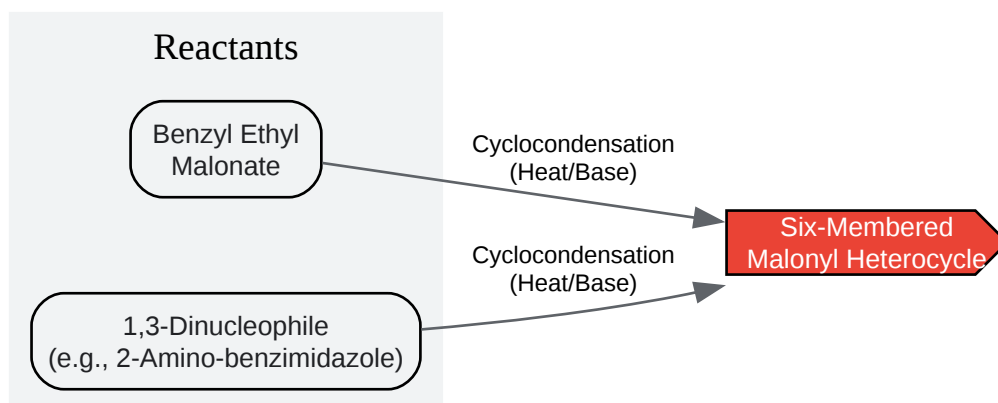 Reactants
Benzyl Ethyl
Malonate
Cyclocondensation
(Heat/Base)
Six-Membered
Malonyl Heterocycle
Cyclocondensation
(Heat/Base)
1,3-Dinucleophile
(e.g., 2-Amino-benzimidazole)